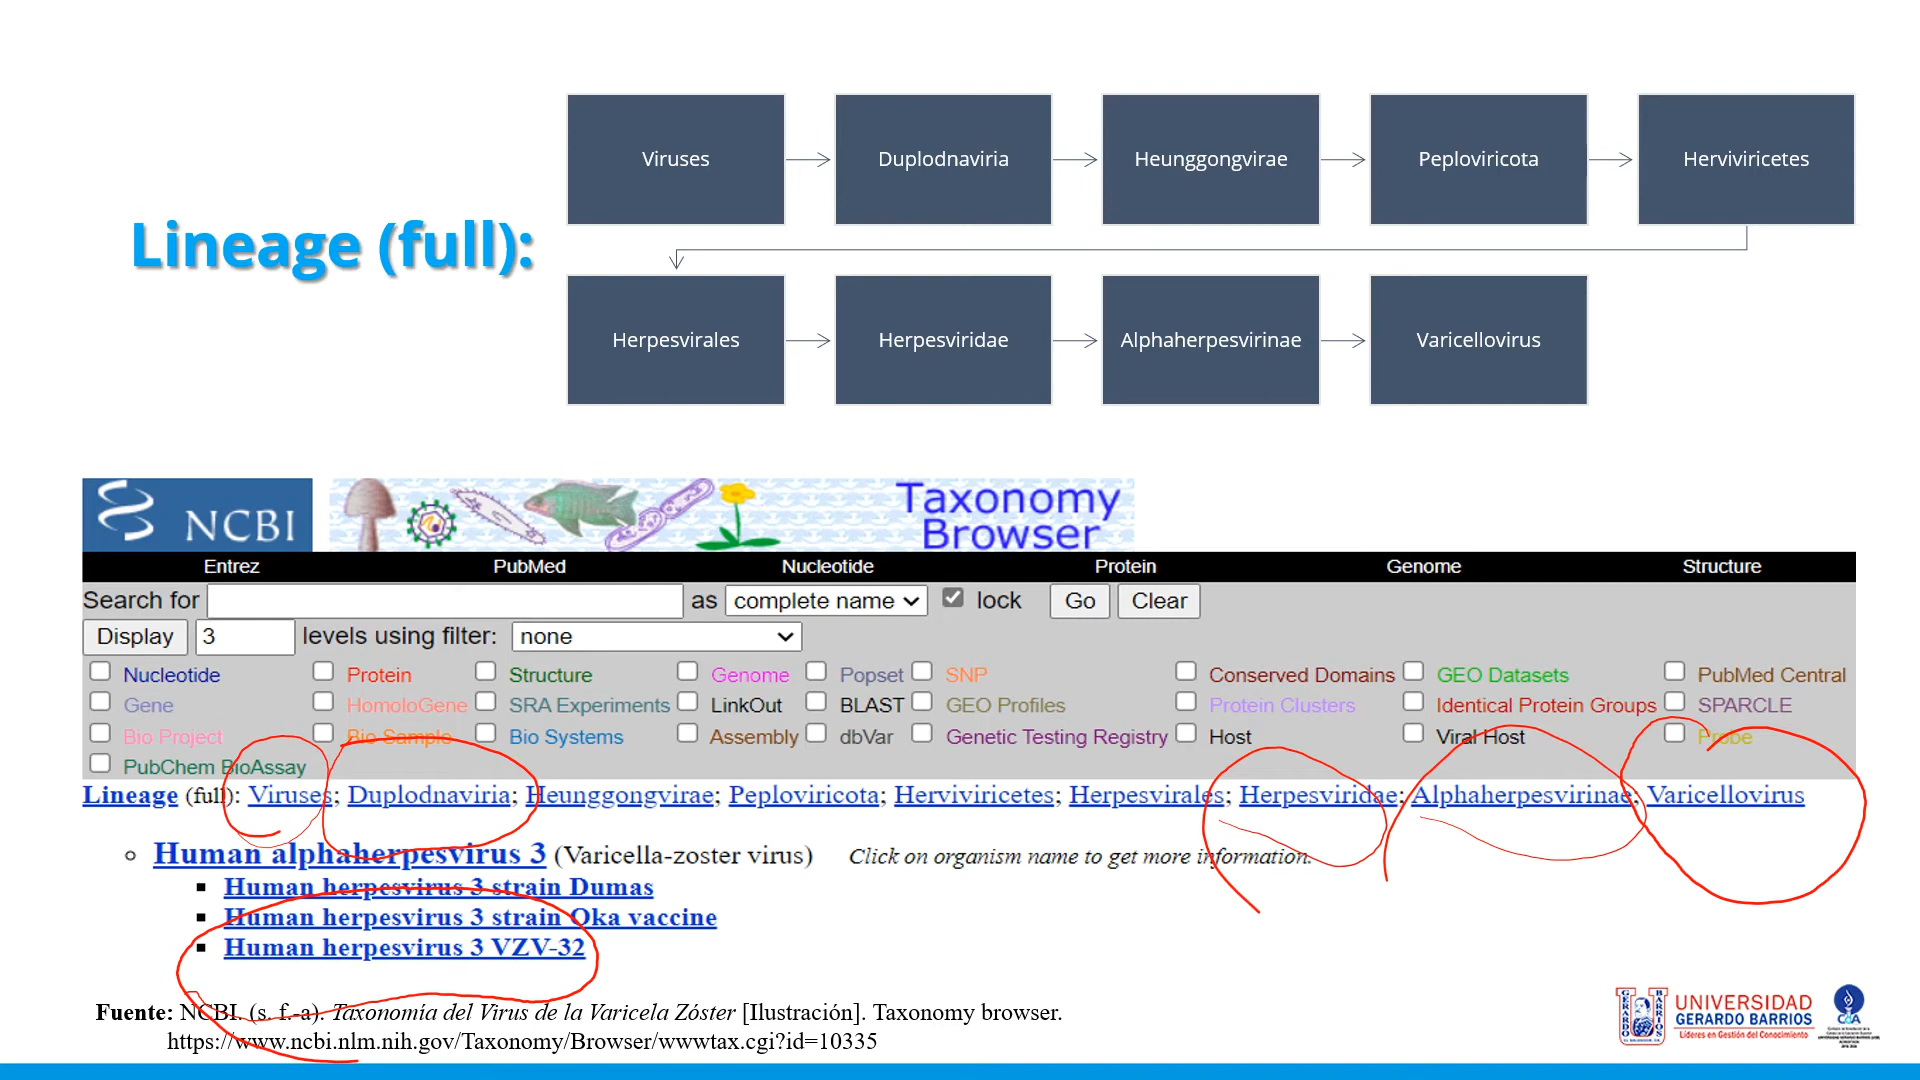 Lineage (full):
Viruses
Duplodnaviria
Heunggongvirae
Peploviricota
Herviviricetes
Herpesvirales
Herpesviridae
Alphaherpesvirinae
Varicellovirus
NCBI
Taxonomy
Browser
Entrez PubMed Nucleotide Protein Genome Structure
Search for as complete name lock Go Clear
Display 3 levels using filter: none
Nucleotide Protein Structure Genome Popset SNP Conserved Domains GEO Datasets PubMed Central
Gene HomoloGene SRA Experiments LinkOut BLAST GEO Profiles Protein Clusters Identical Protein Groups SPARCLE
Bio Project Bio Sample Bio Systems Assembly dbVar Genetic Testing Registry Host Viral Host Probe
PubChem BioAssay
Lineage (full): Viruses; Duplodnaviria; Heunggongvirae; Peploviricota; Herviviricetes; Herpesvirales; Herpesviridae; Alphaherpesvirinae; Varicellovirus
Human alphaherpesvirus 3 (Varicella-zoster virus) Click on organism name to get more information.
Human herpesvirus 3 strain Dumas
Human herpesvirus 3 strain Oka vaccine
Human herpesvirus 3 VZV-32
Fuente: NCBI. (s. f.-a). Taxonomía del Virus de la Varicela Zóster [Ilustración]. Taxonomy browser.
https://www.ncbi.nlm.nih.gov/Taxonomy/Browser/wwwtax.cgi?id=10335
GERARDO BARRIOS
UNIVERSIDAD
GERARDO BARRIOS
Líderes en Gestión del Conocimiento